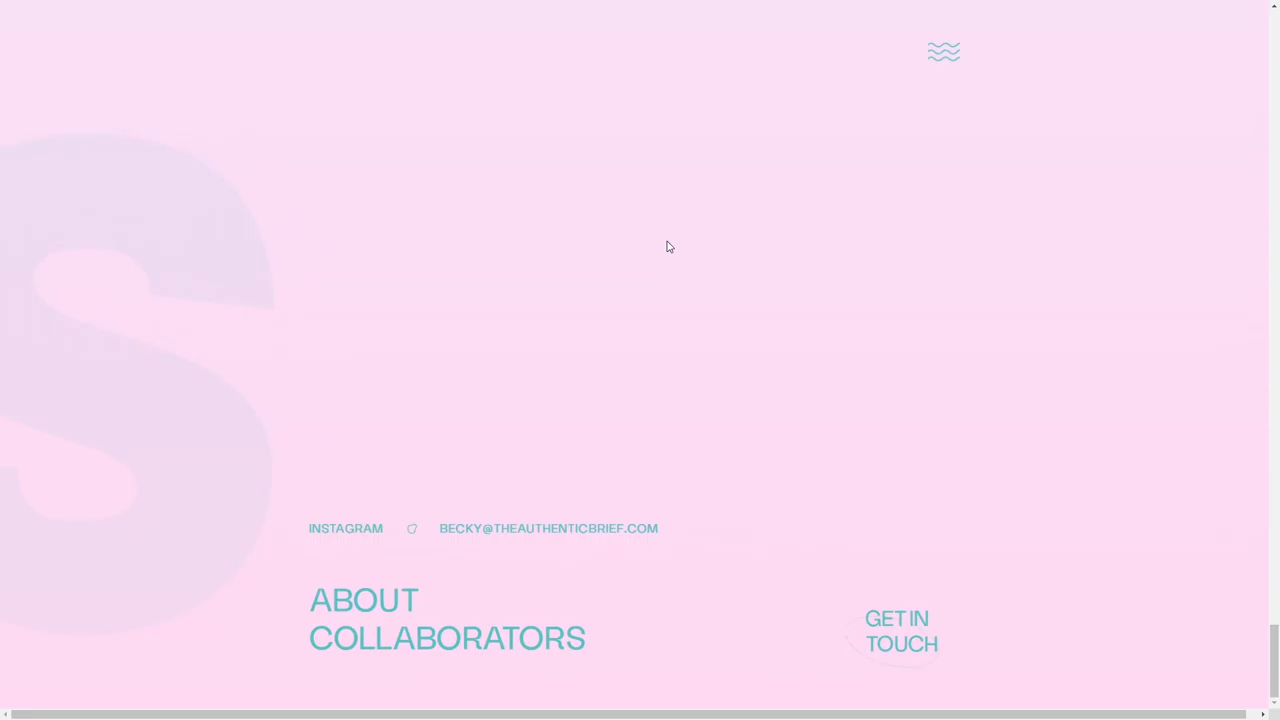 S
INSTAGRAM BECKY@THEAUTHENTICBRIEF.COM
ABOUT
COLLABORATORS
GET IN
TOUCH